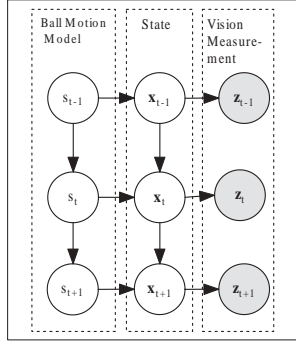 Ball Motion
Model
State
Vision
Measure-
ment
s_{t-1}
x_{t-1}
z_{t-1}
s_t
x_t
z_t
s_{t+1}
x_{t+1}
z_{t+1}